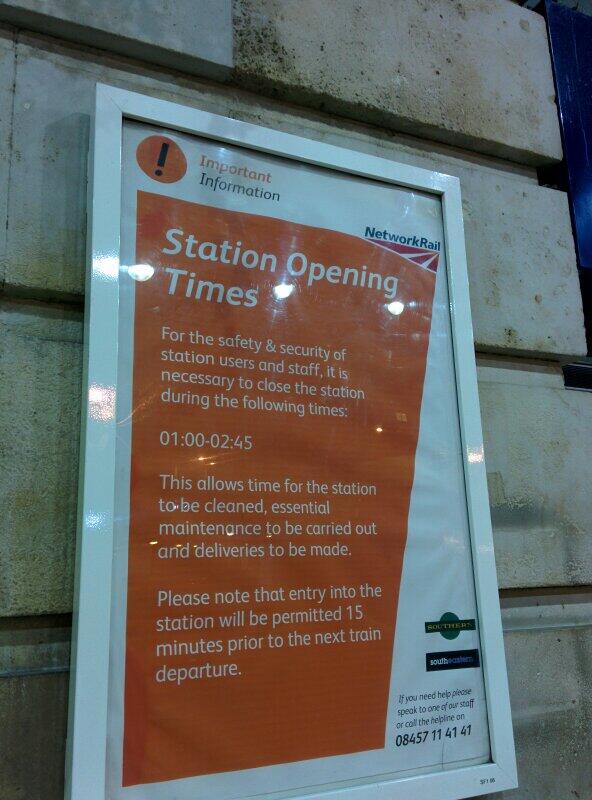 !
Important
Information
NetworkRail
Station Opening
Times
For the safety & security of
station users and staff, it is
necessary to close the station
during the following times:
01:00-02:45
This allows time for the station
to be cleaned, essential
maintenance to be carried out
and deliveries to be made.
Please note that entry into the
station will be permitted 15
minutes prior to the next train
departure.
SOUTHERN
southeastern
If you need help please
speak to one of our staff
or call the helpline on
08457 11 41 41